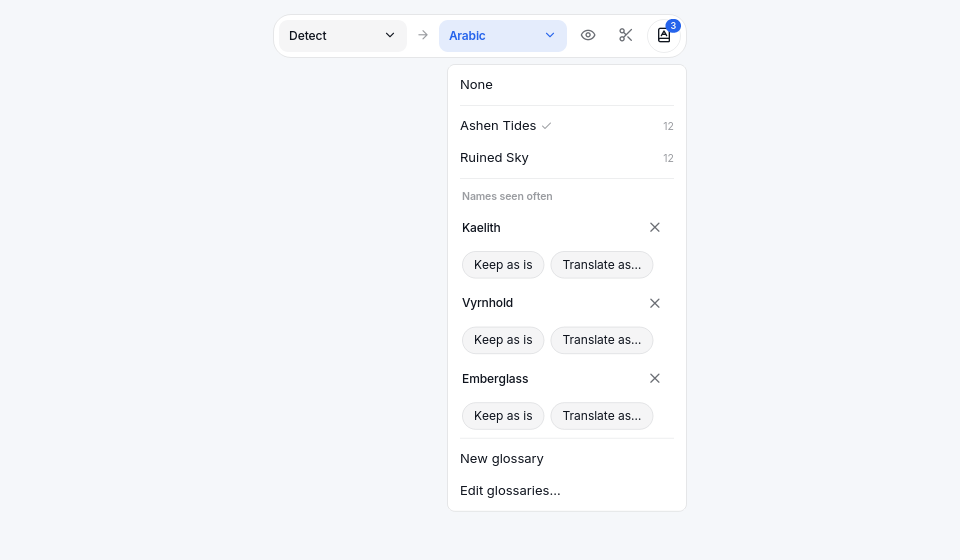 Detect
Arabic
3
None
Ashen Tides 12
Ruined Sky 12
Names seen often
Kaelith
Keep as is Translate as...
Vyrnhold
Keep as is Translate as...
Emberglass
Keep as is Translate as...
New glossary
Edit glossaries...